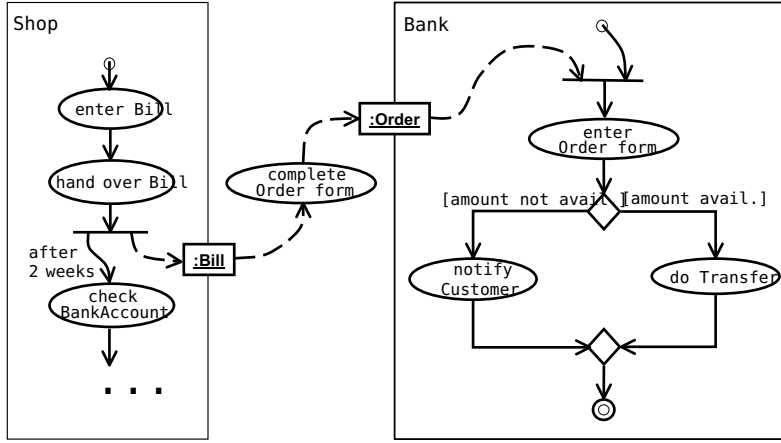 Shop
enter Bill
hand over Bill
after
2 weeks
check
BankAccount
. . .
:Bill
complete
Order form
:Order
Bank
enter
Order form
[amount not avail.]
[amount avail.]
notify
Customer
do Transfer